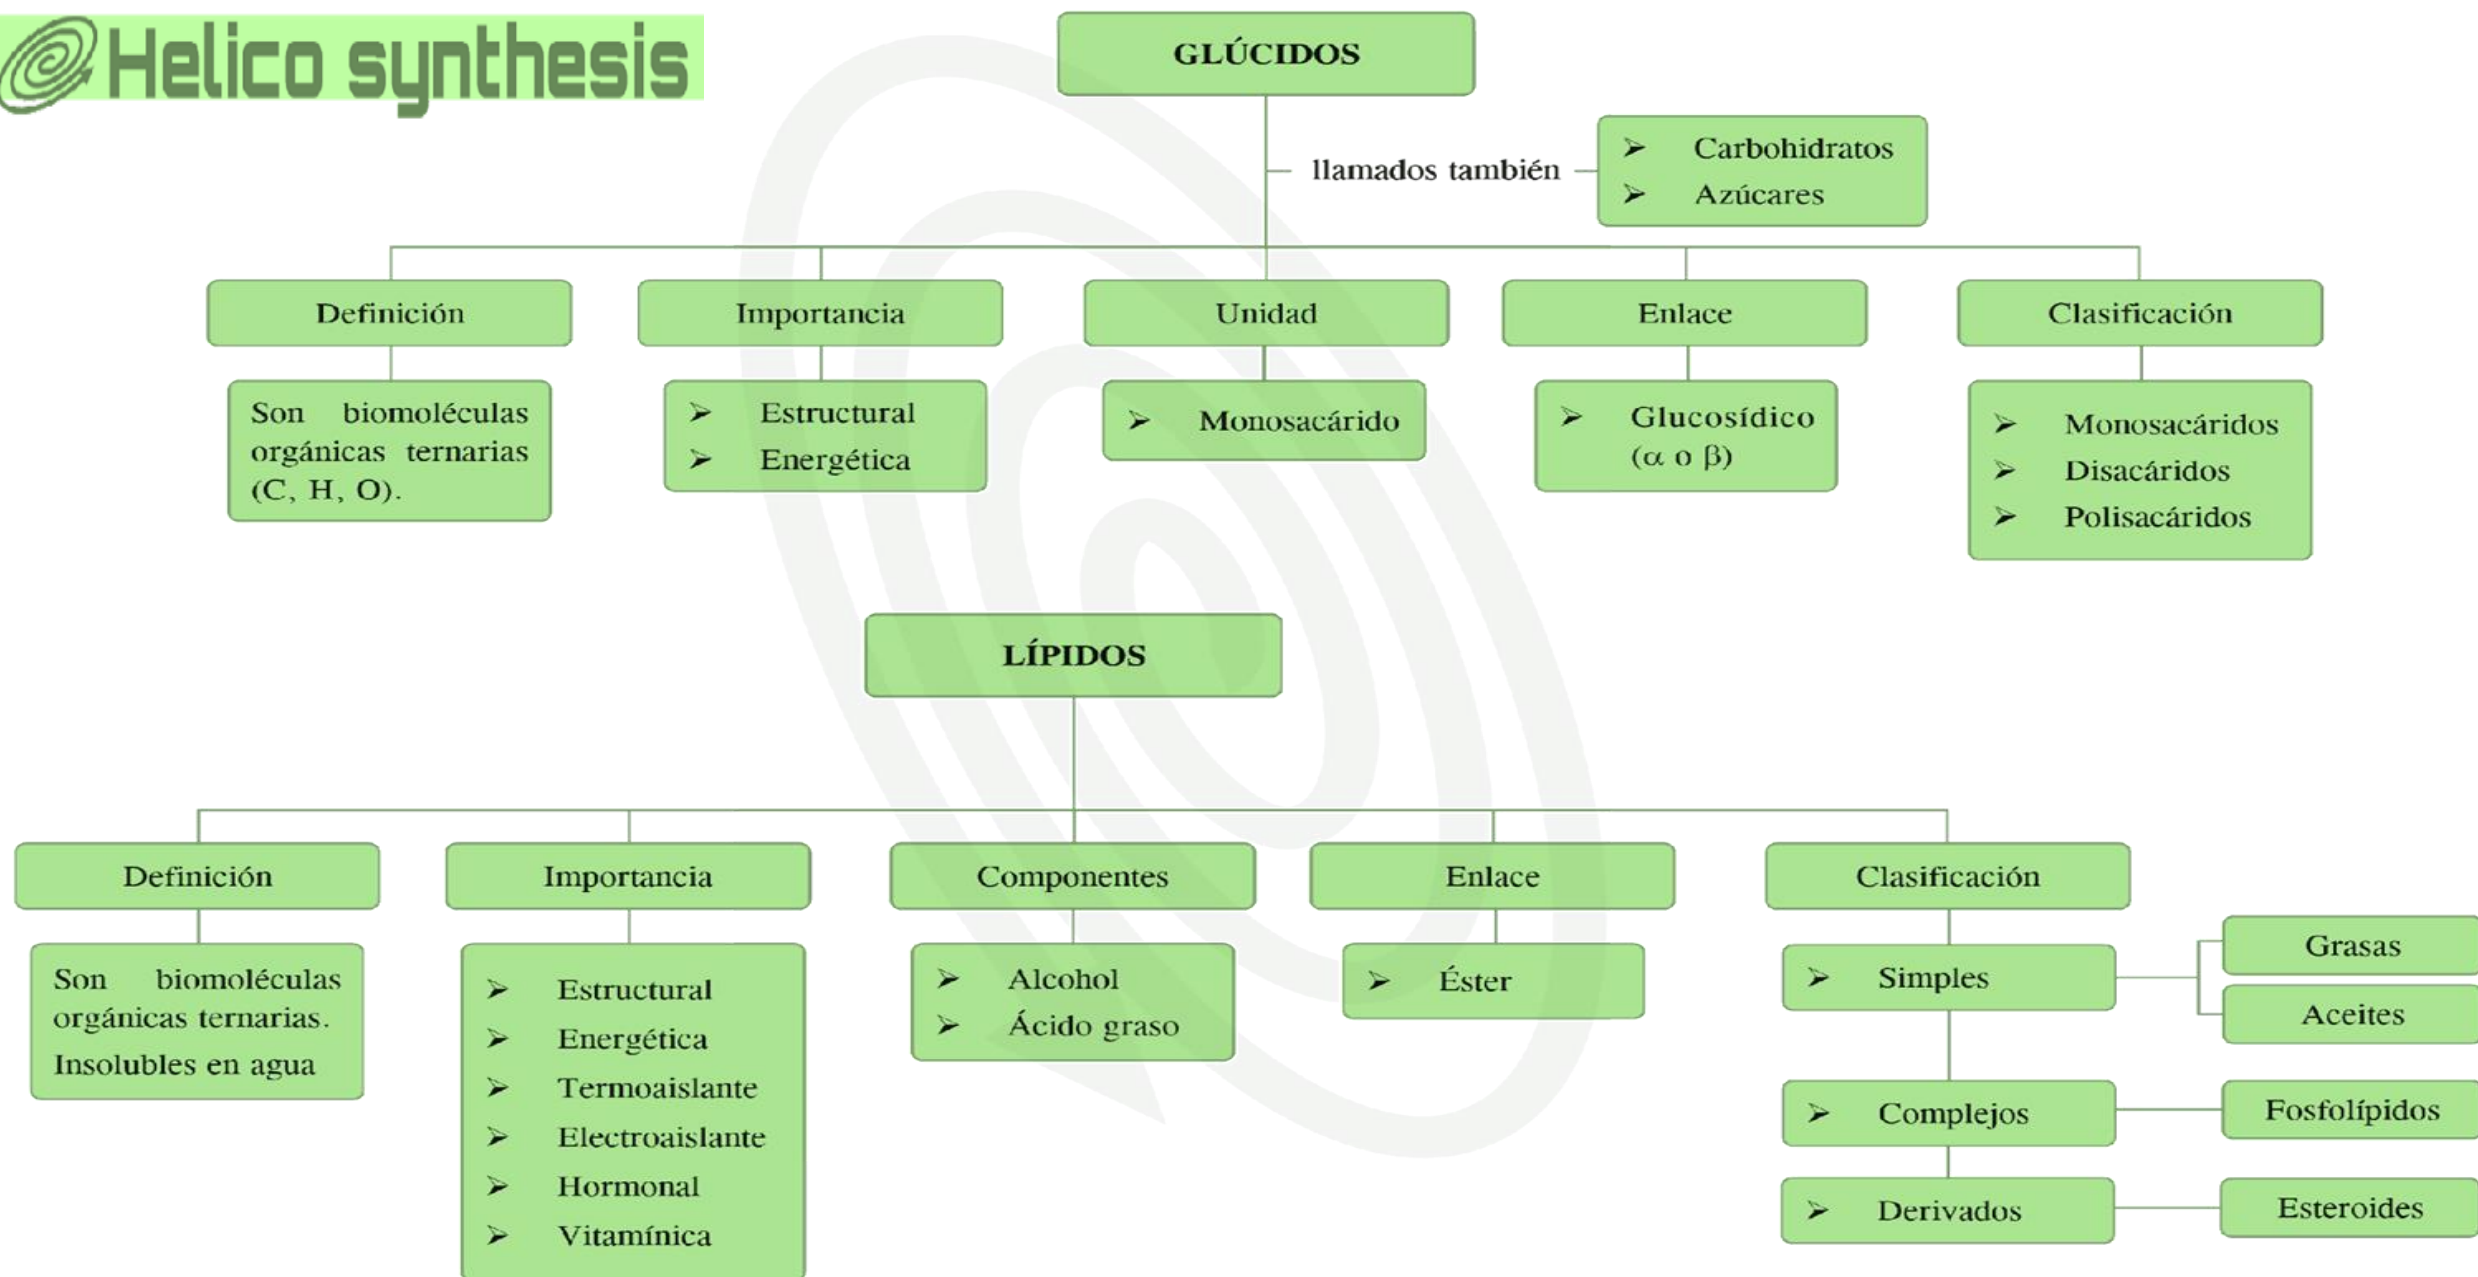 Helico synthesis
GLÚCIDOS
llamados también
➢ Carbohidratos
➢ Azúcares
Definición
Son biomoléculas
orgánicas ternarias
(C, H, O).
Importancia
➢ Estructural
➢ Energética
Unidad
➢ Monosacárido
Enlace
➢ Glucosídico
(α o β)
Clasificación
➢ Monosacáridos
➢ Disacáridos
➢ Polisacáridos
LÍPIDOS
Definición
Son biomoléculas
orgánicas ternarias.
Insolubles en agua
Importancia
➢ Estructural
➢ Energética
➢ Termoaislante
➢ Electroaislante
➢ Hormonal
➢ Vitamínica
Componentes
➢ Alcohol
➢ Ácido graso
Enlace
➢ Éster
Clasificación
➢ Simples
Grasas
Aceites
➢ Complejos
Fosfolípidos
➢ Derivados
Esteroides